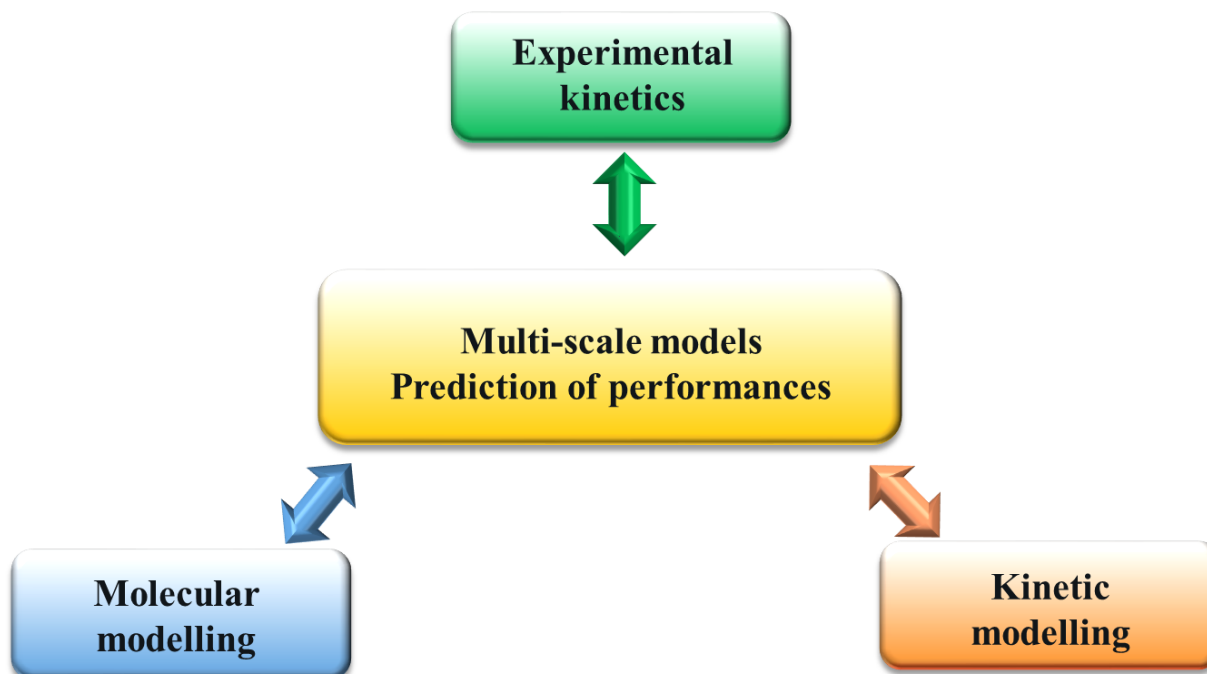 Experimental
kinetics
Multi-scale models
Prediction of performances
Molecular
modelling
Kinetic
modelling